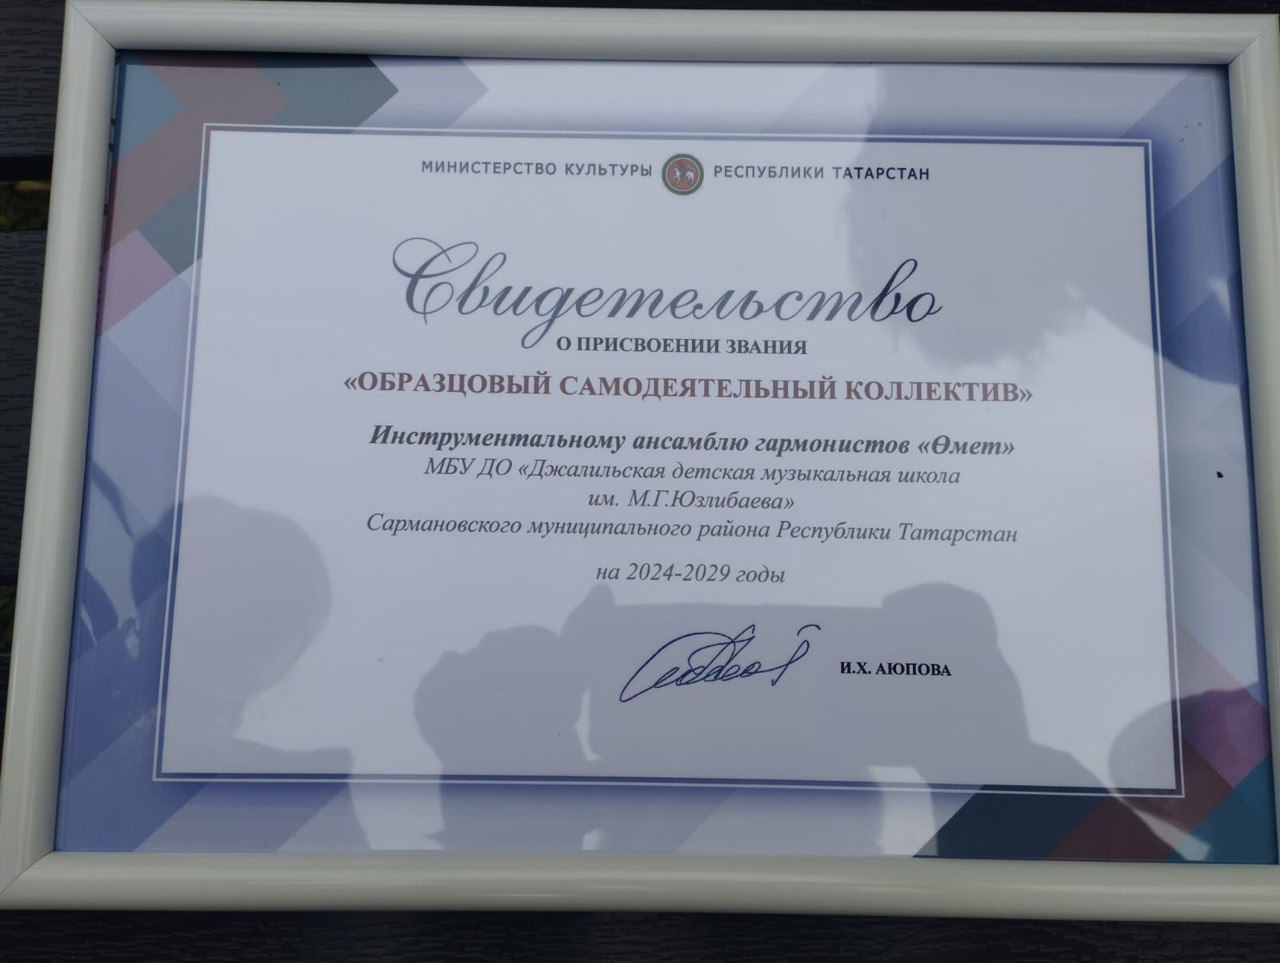 МИНИСТЕРСТВО КУЛЬТУРЫ РЕСПУБЛИКИ ТАТАРСТАН
Свидетельство
О ПРИСВОЕНИИ ЗВАНИЯ
«ОБРАЗЦОВЫЙ САМОДЕЯТЕЛЬНЫЙ КОЛЛЕКТИВ»
Инструментальному ансамблю гармонистов «Өмет»
МБУ ДО «Джалильская детская музыкальная школа
им. М.Г.Юзлибаева»
Сармановского муниципального района Республики Татарстан
на 2024-2029 годы
И.Х. АЮПОВА